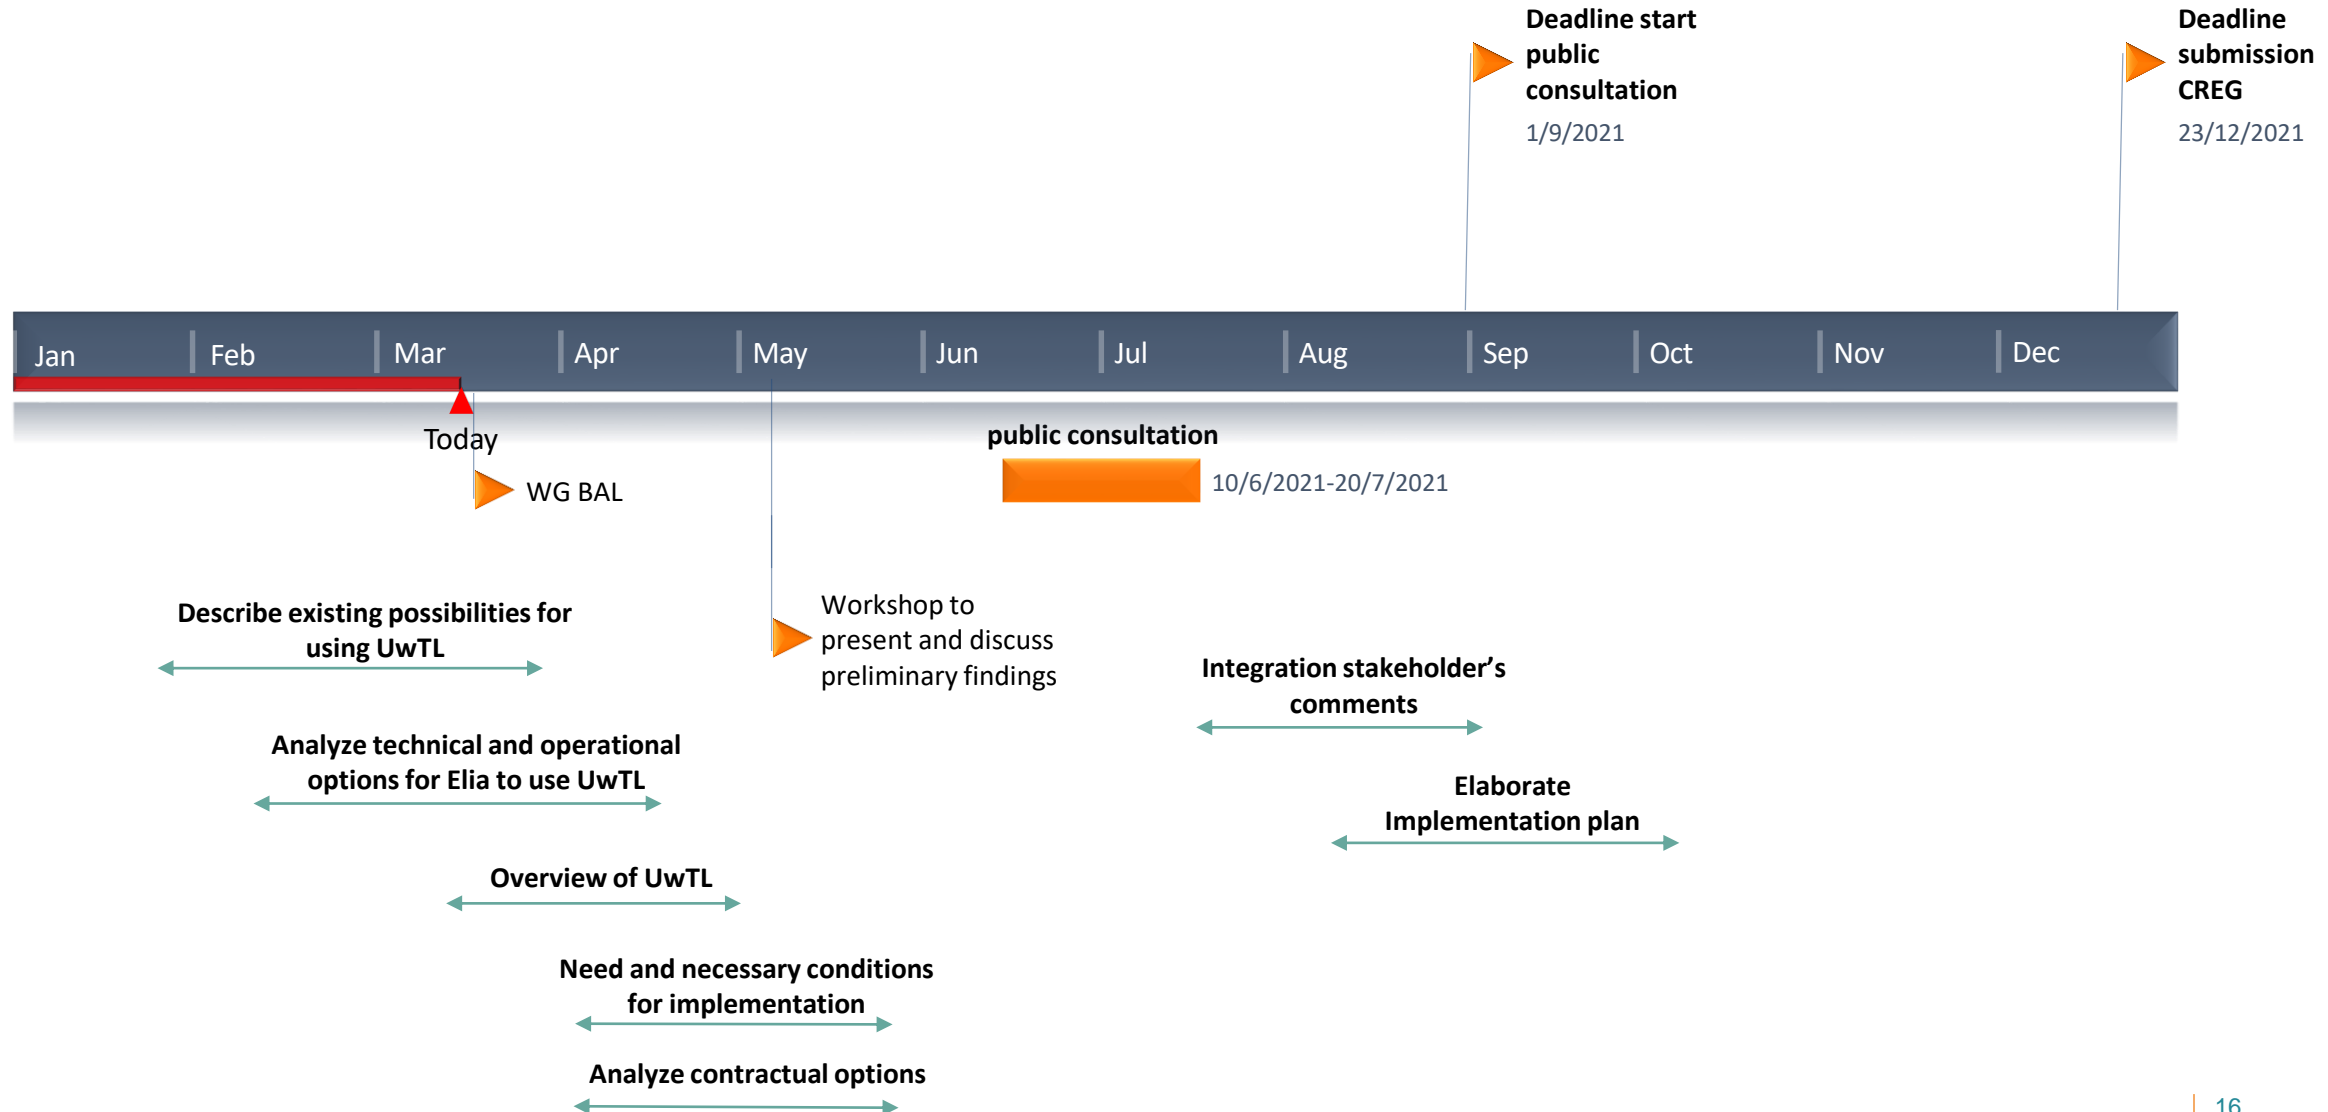 Deadline start
public
consultation
1/9/2021
Deadline
submission
CREG
23/12/2021
Jan
Feb
Mar
Apr
May
Jun
Jul
Aug
Sep
Oct
Nov
Dec
Today
WG BAL
public consultation
10/6/2021-20/7/2021
Describe existing possibilities for
using UwTL
Workshop to
present and discuss
preliminary findings
Integration stakeholder’s
comments
Analyze technical and operational
options for Elia to use UwTL
Elaborate
Implementation plan
Overview of UwTL
Need and necessary conditions
for implementation
Analyze contractual options
16